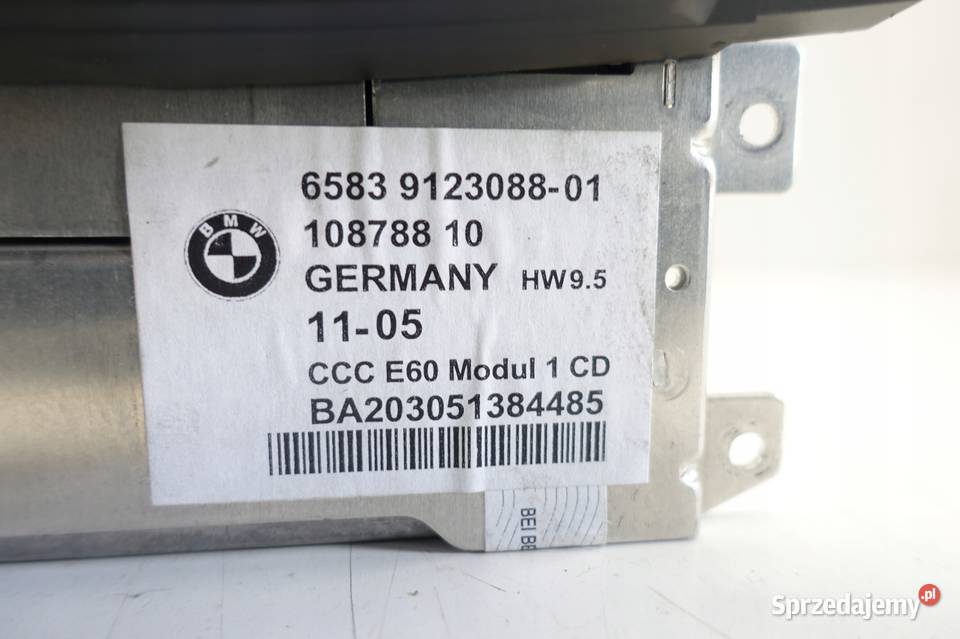 6583 9123088-01
BMW
108788 10
GERMANY HW9.5
11-05
CCC E60 Modul 1 CD
BA203051384485
BEI
Sprzedajemy.pl